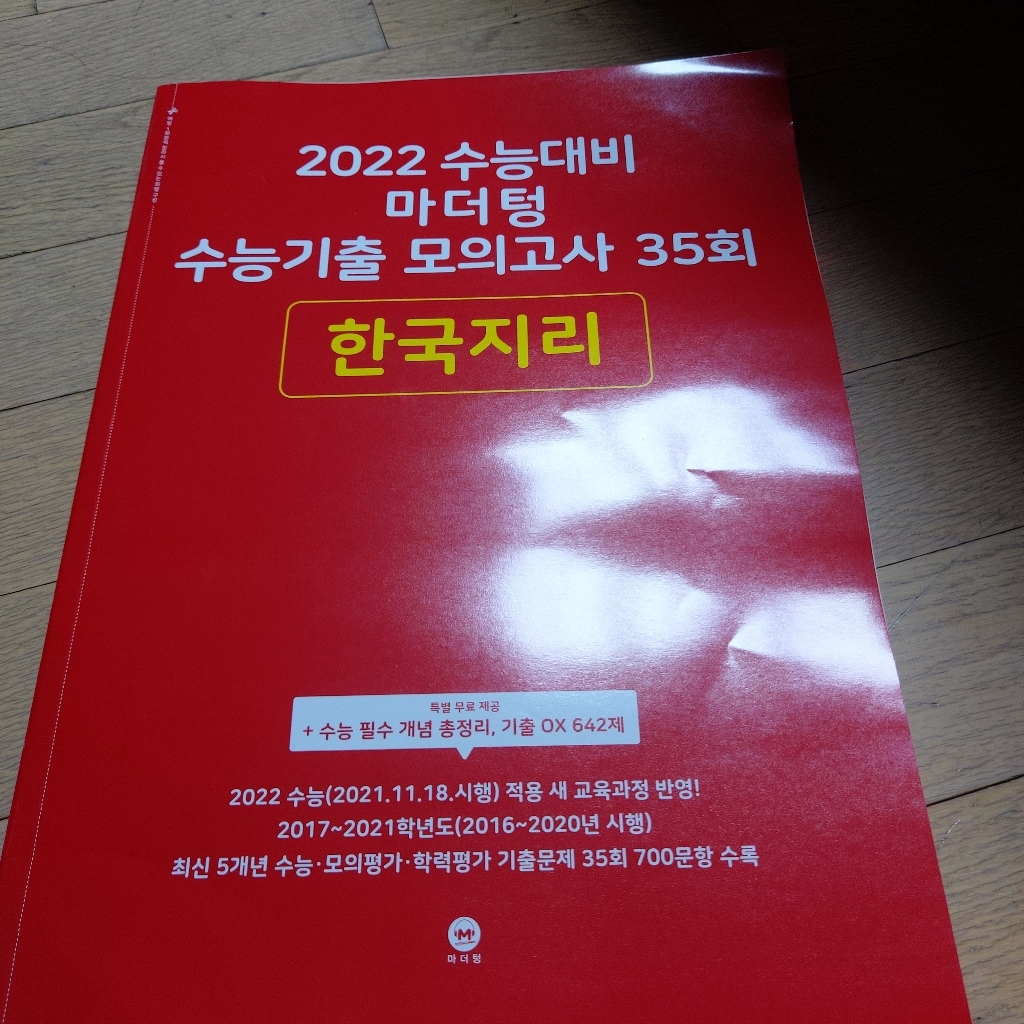 2022 수능대비
마더텅
수능기출 모의고사 35회
한국지리
특별 무료 제공
+ 수능 필수 개념 총정리, 기출 OX 642제
2022 수능(2021.11.18.시행) 적용 새 교육과정 반영!
2017~2021학년도(2016~2020년 시행)
최신 5개년 수능·모의평가·학력평가 기출문제 35회 700문항 수록
M
마더텅